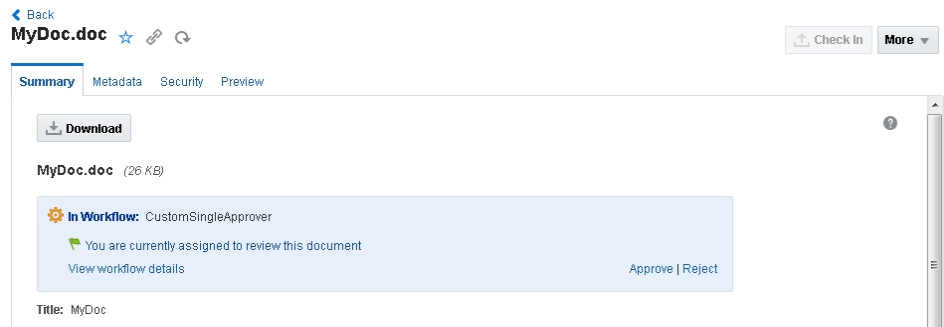 Back
MyDoc.doc
Check In
More
Summary Metadata Security Preview
Download
?
MyDoc.doc (26 KB)
In Workflow: CustomSingleApprover
You are currently assigned to review this document
View workflow details Approve | Reject
Title: MyDoc